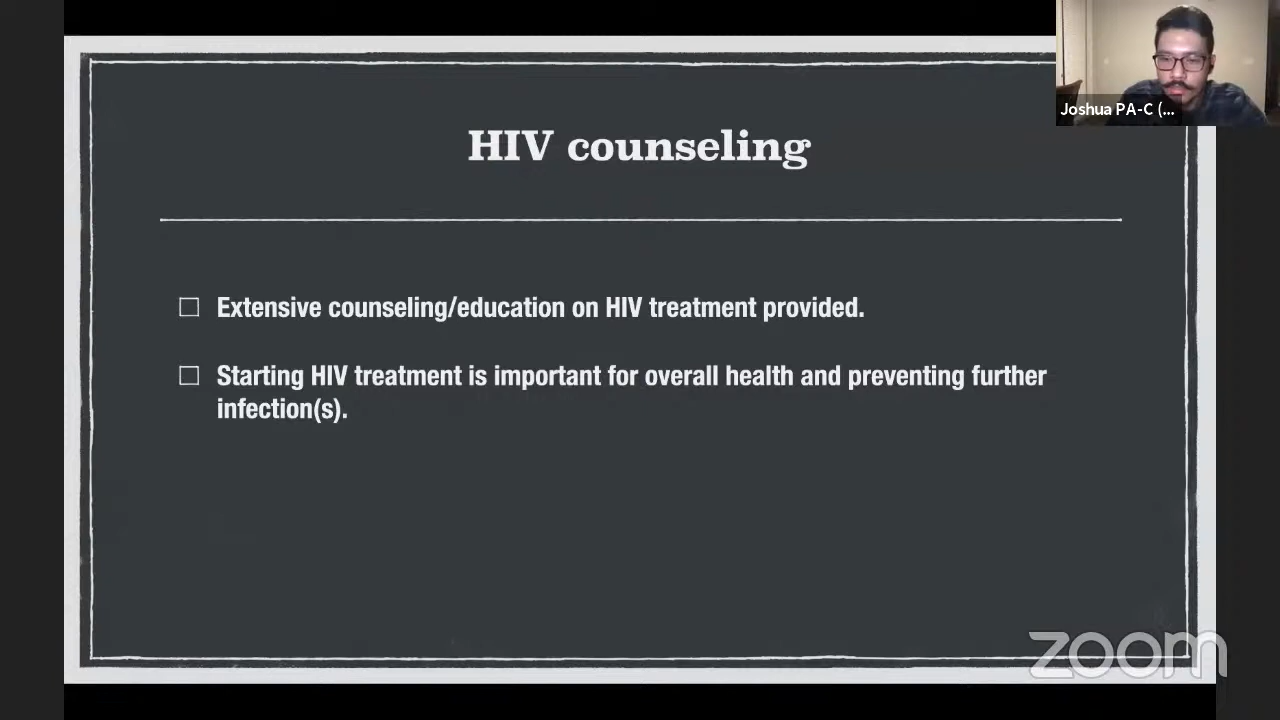 Joshua PA-C (...
HIV counseling
Extensive counseling/education on HIV treatment provided.
Starting HIV treatment is important for overall health and preventing further
infection(s).
zoom